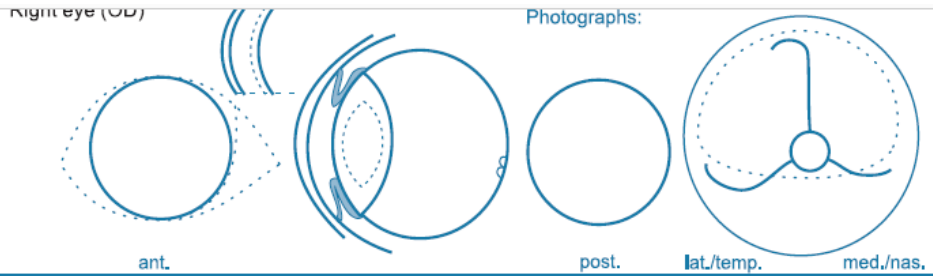 Right eye (OD)
Photographs:
ant.
post.
lat./temp.
med./nas.